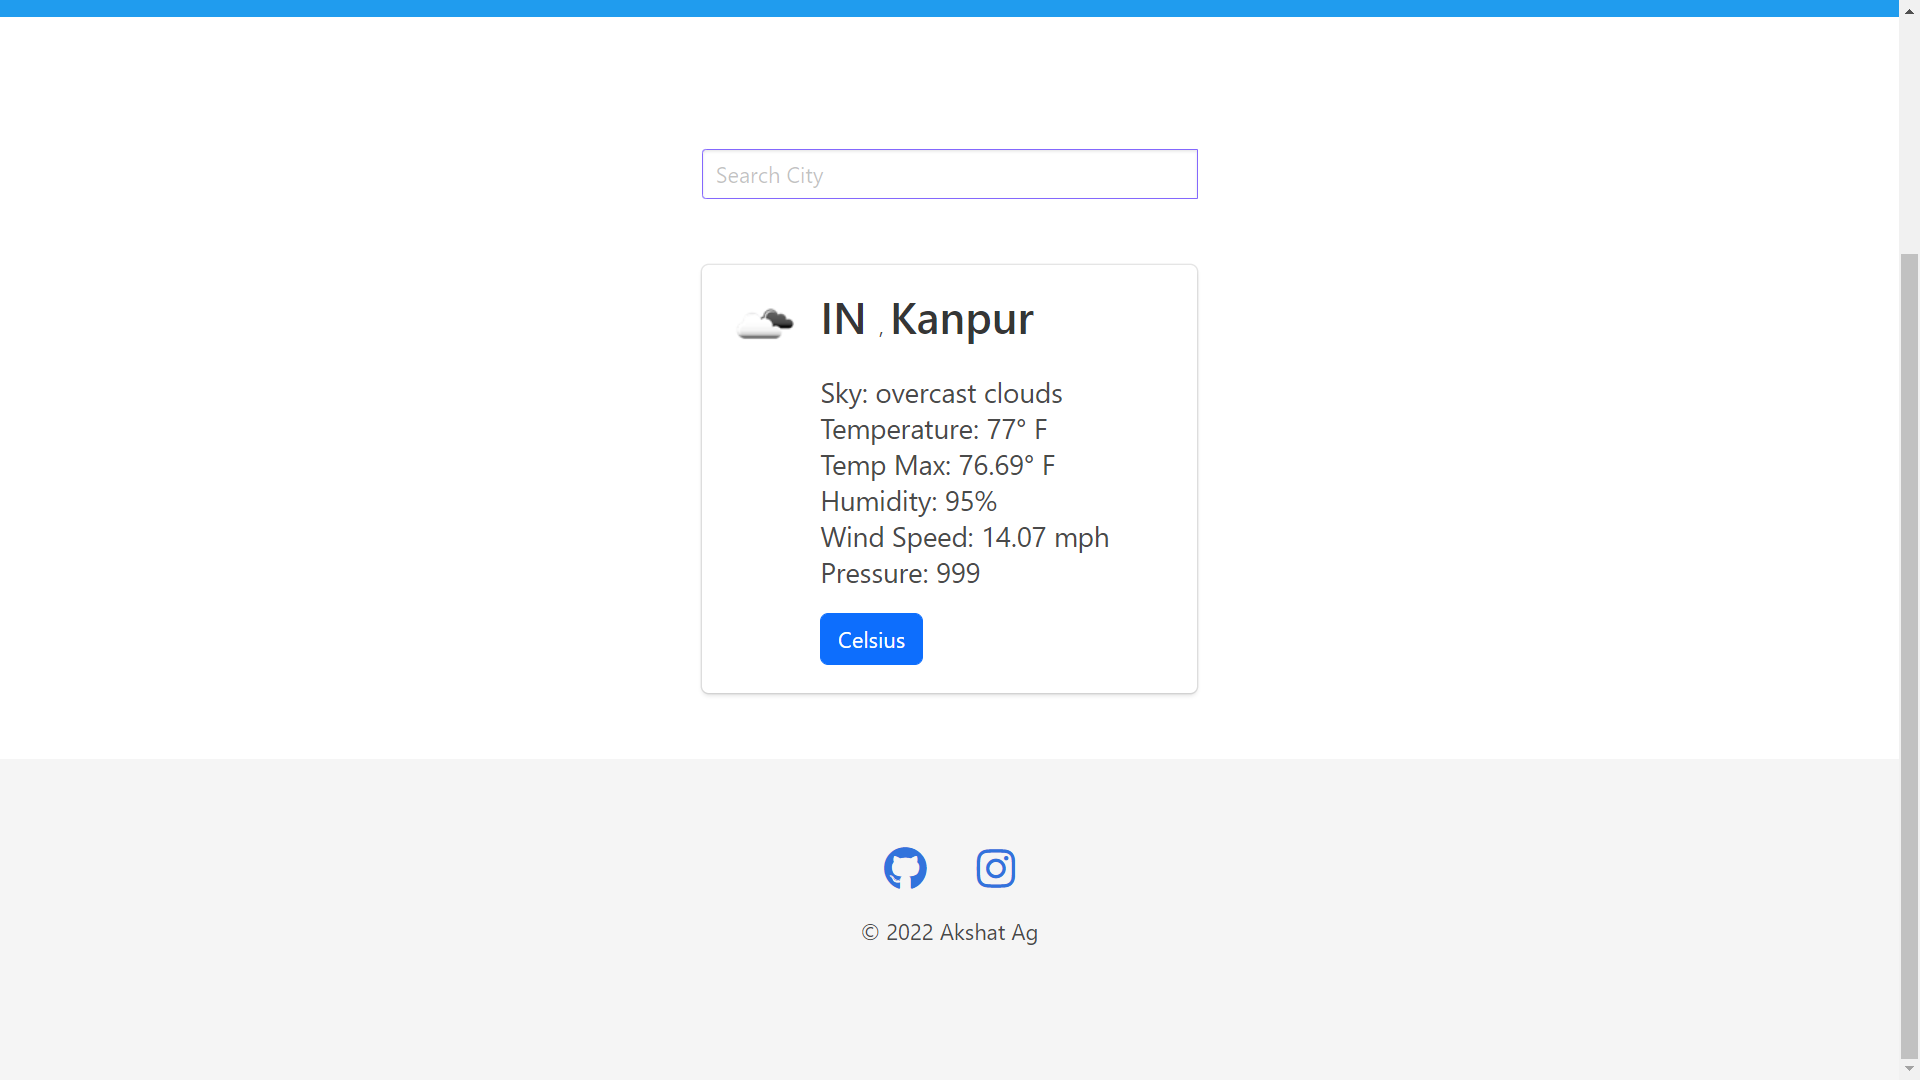 Search City
IN , Kanpur
Sky: overcast clouds
Temperature: 77° F
Temp Max: 76.69° F
Humidity: 95%
Wind Speed: 14.07 mph
Pressure: 999
Celsius
© 2022 Akshat Ag